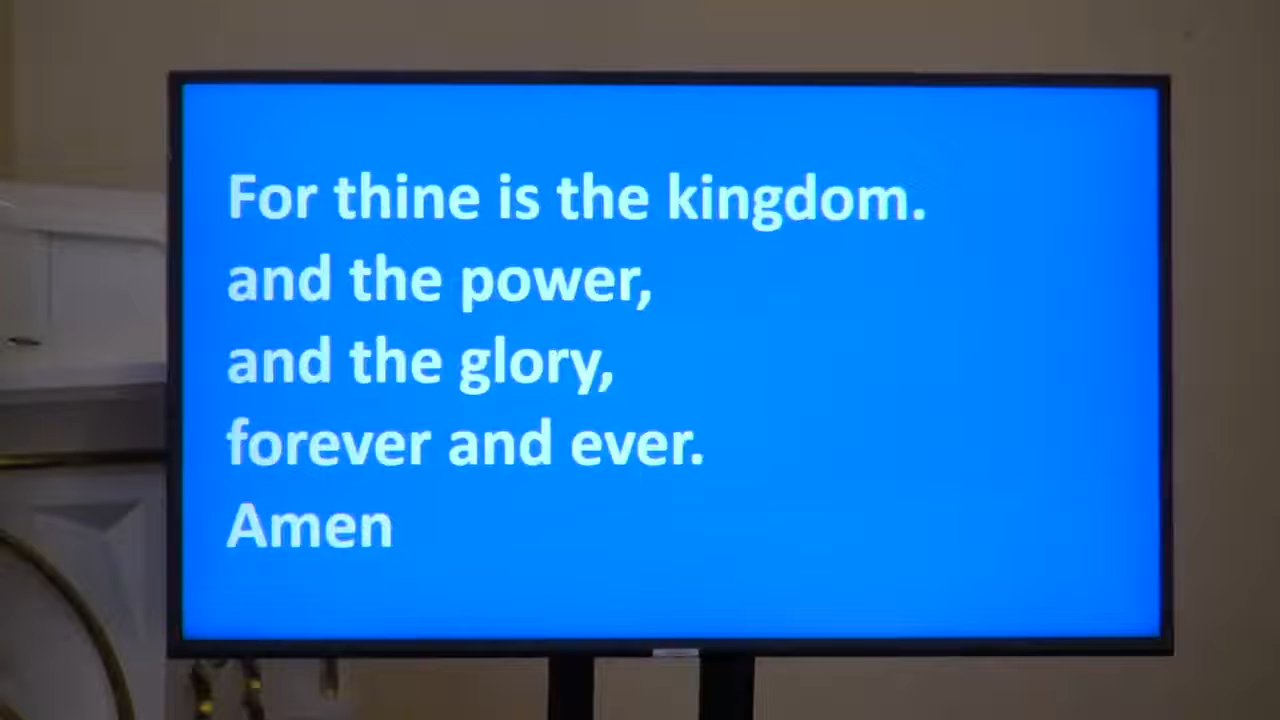 For thine is the kingdom.
and the power,
and the glory,
forever and ever.
Amen